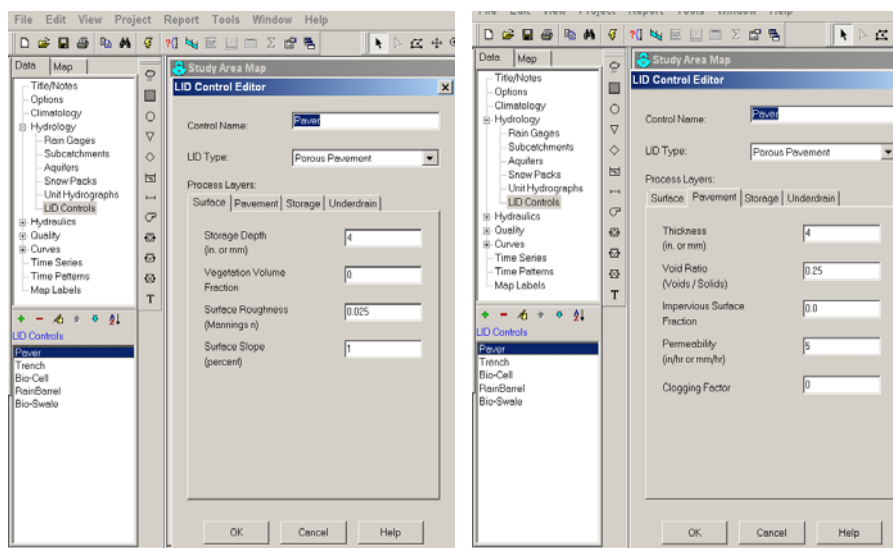 File Edit View Project Report Tools Window Help
Data Map
Title/Notes
Options
Climatology
Hydrology
Rain Gages
Subcatchments
Aquifers
Snow Packs
Unit Hydrographs
LID Controls
Hydraulics
Quality
Curves
Time Series
Time Patterns
Map Labels
T
LID Controls
Paver
Trench
Bio-Cell
RainBarrel
Bio-Swale
Study Area Map
LID Control Editor
Control Name: Paver
LID Type: Porous Pavement
Process Layers:
Surface Pavement Storage Underdrain
Storage Depth 4
(in. or mm)
Vegetation Volume 0
Fraction
Surface Roughness 0.025
(Mannings n)
Surface Slope 1
(percent)
OK Cancel Help
File Edit View Project Report Tools Window Help
Data Map
Title/Notes
Options
Climatology
Hydrology
Rain Gages
Subcatchments
Aquifers
Snow Packs
Unit Hydrographs
LID Controls
Hydraulics
Quality
Curves
Time Series
Time Patterns
Map Labels
T
LID Controls
Paver
Trench
Bio-Cell
RainBarrel
Bio-Swale
Study Area Map
LID Control Editor
Control Name: Paver
LID Type: Porous Pavement
Process Layers:
Surface Pavement Storage Underdrain
Thickness 4
(in. or mm)
Void Ratio 0.25
(Voids / Solids)
Impervious Surface 0.0
Fraction
Permeability 5
(in/hr or mm/hr)
Clogging Factor 0
OK Cancel Help